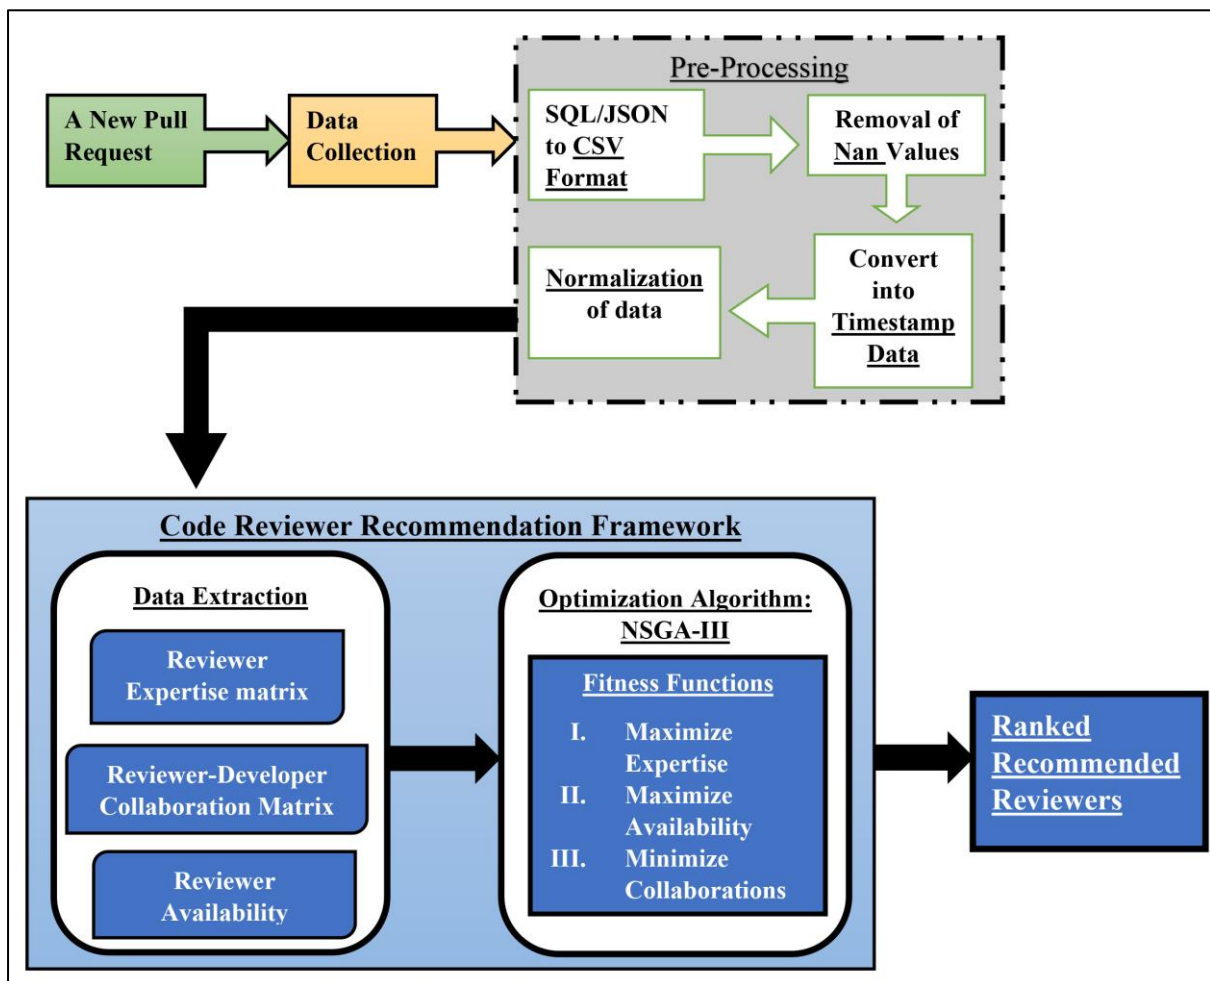 A New Pull
Request
Data
Collection
Pre-Processing
SQL/JSON
to CSV
Format
Removal of
Nan Values
Convert
into
Timestamp
Data
Normalization
of data
Code Reviewer Recommendation Framework
Data Extraction
Reviewer
Expertise matrix
Reviewer-Developer
Collaboration Matrix
Reviewer
Availability
Optimization Algorithm:
NSGA-III
Fitness Functions
I. Maximize
Expertise
II. Maximize
Availability
III. Minimize
Collaborations
Ranked
Recommended
Reviewers